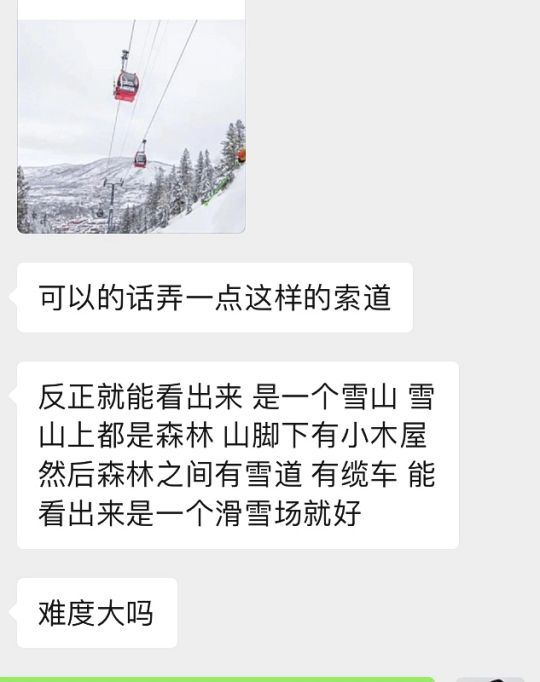 可以的话弄一点这样的索道
反正就能看出来 是一个雪山 雪
山上都是森林 山脚下有小木屋
然后森林之间有雪道 有缆车 能
看出来是一个滑雪场就好
难度大吗